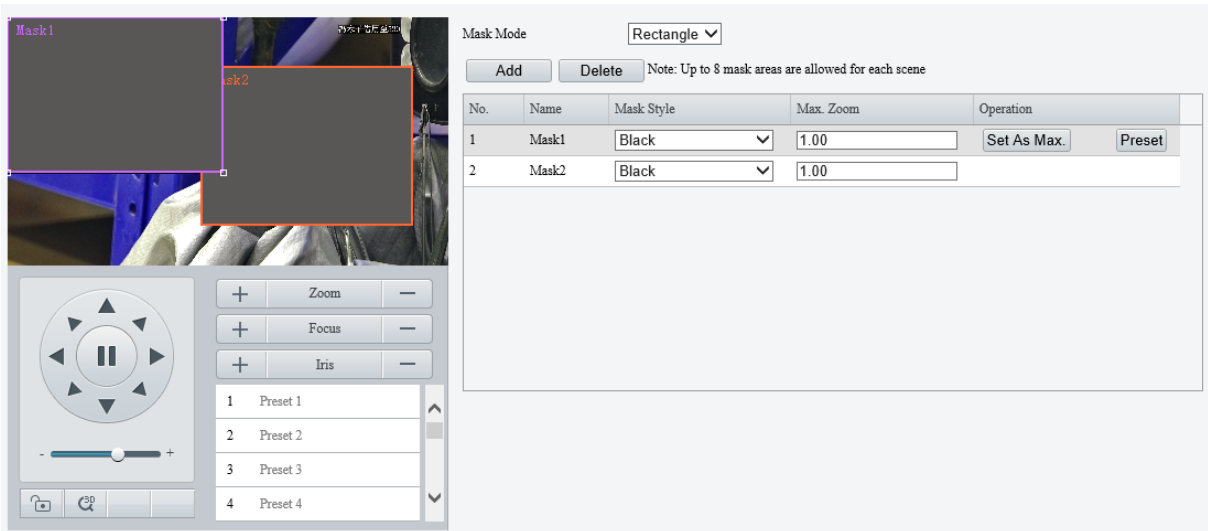 Mask1
sk2
Mask Mode Rectangle
Add Delete Note: Up to 8 mask areas are allowed for each scene
No. Name Mask Style Max. Zoom Operation
1 Mask1 Black 1.00 Set As Max. Preset
2 Mask2 Black 1.00
+ Zoom —
+ Focus —
+ Iris —
1 Preset 1
2 Preset 2
3 Preset 3
4 Preset 4
- +
3D